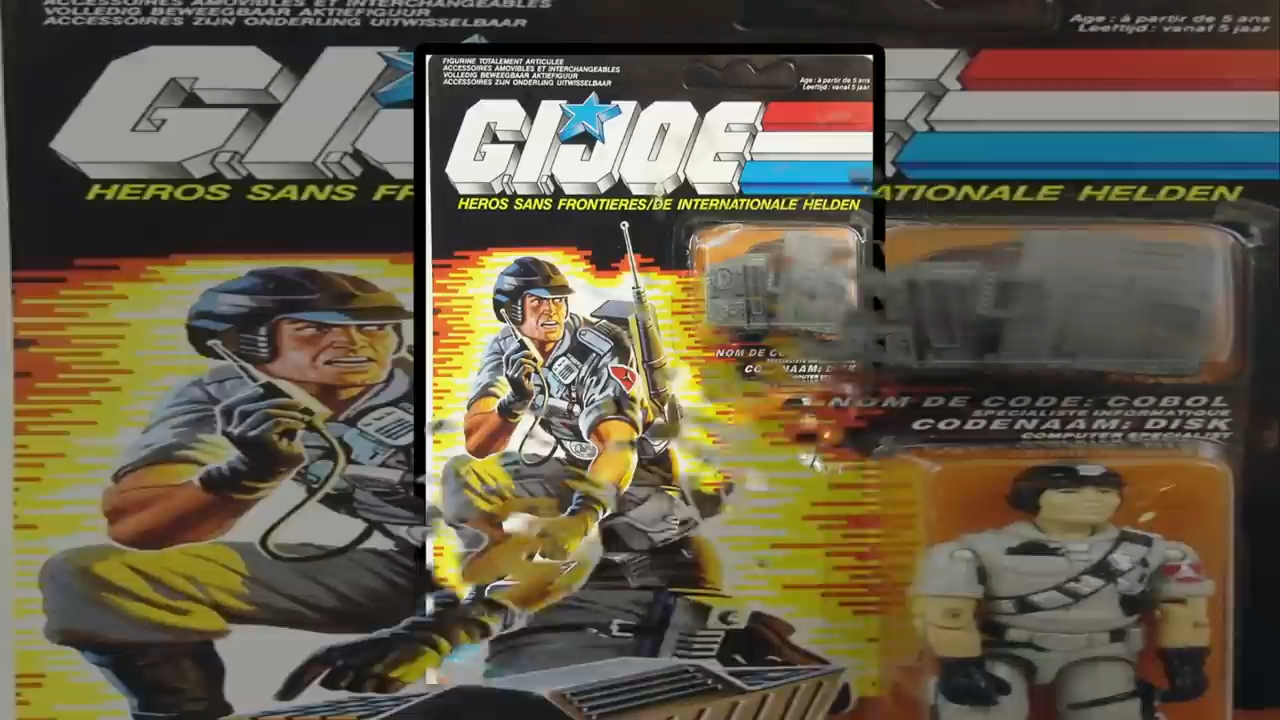 ACCESSOIRES AMOVIBLES ET INTERCHANGEABLES
VOLLEDIG BEWEEGBAAR AKTIEFIGUUR
ACCESSOIRES ZIJN ONDERLING UITWISSELBAAR
Age : à partir de 5 ans
Leeftijd : vanaf 5 jaar
G.I.
HEROS SANS FR
ATIONALE HELDEN
FIGURINE TOTALEMENT ARTICULEE
ACCESSOIRES AMOVIBLES ET INTERCHANGEABLES
VOLLEDIG BEWEEGBAAR AKTIEFIGUUR
ACCESSOIRES ZIJN ONDERLING UITWISSELBAAR
Age : à partir de 5 ans
Leeftijd : vanaf 5 jaar
G.I.JOE
HEROS SANS FRONTIERES/DE INTERNATIONALE HELDEN
NOM DE C
NOM DE CODE: COBOL
SPECIALISTE INFORMATIQUE
CODENAAM: DISK
COMPUTER SPECIALIST